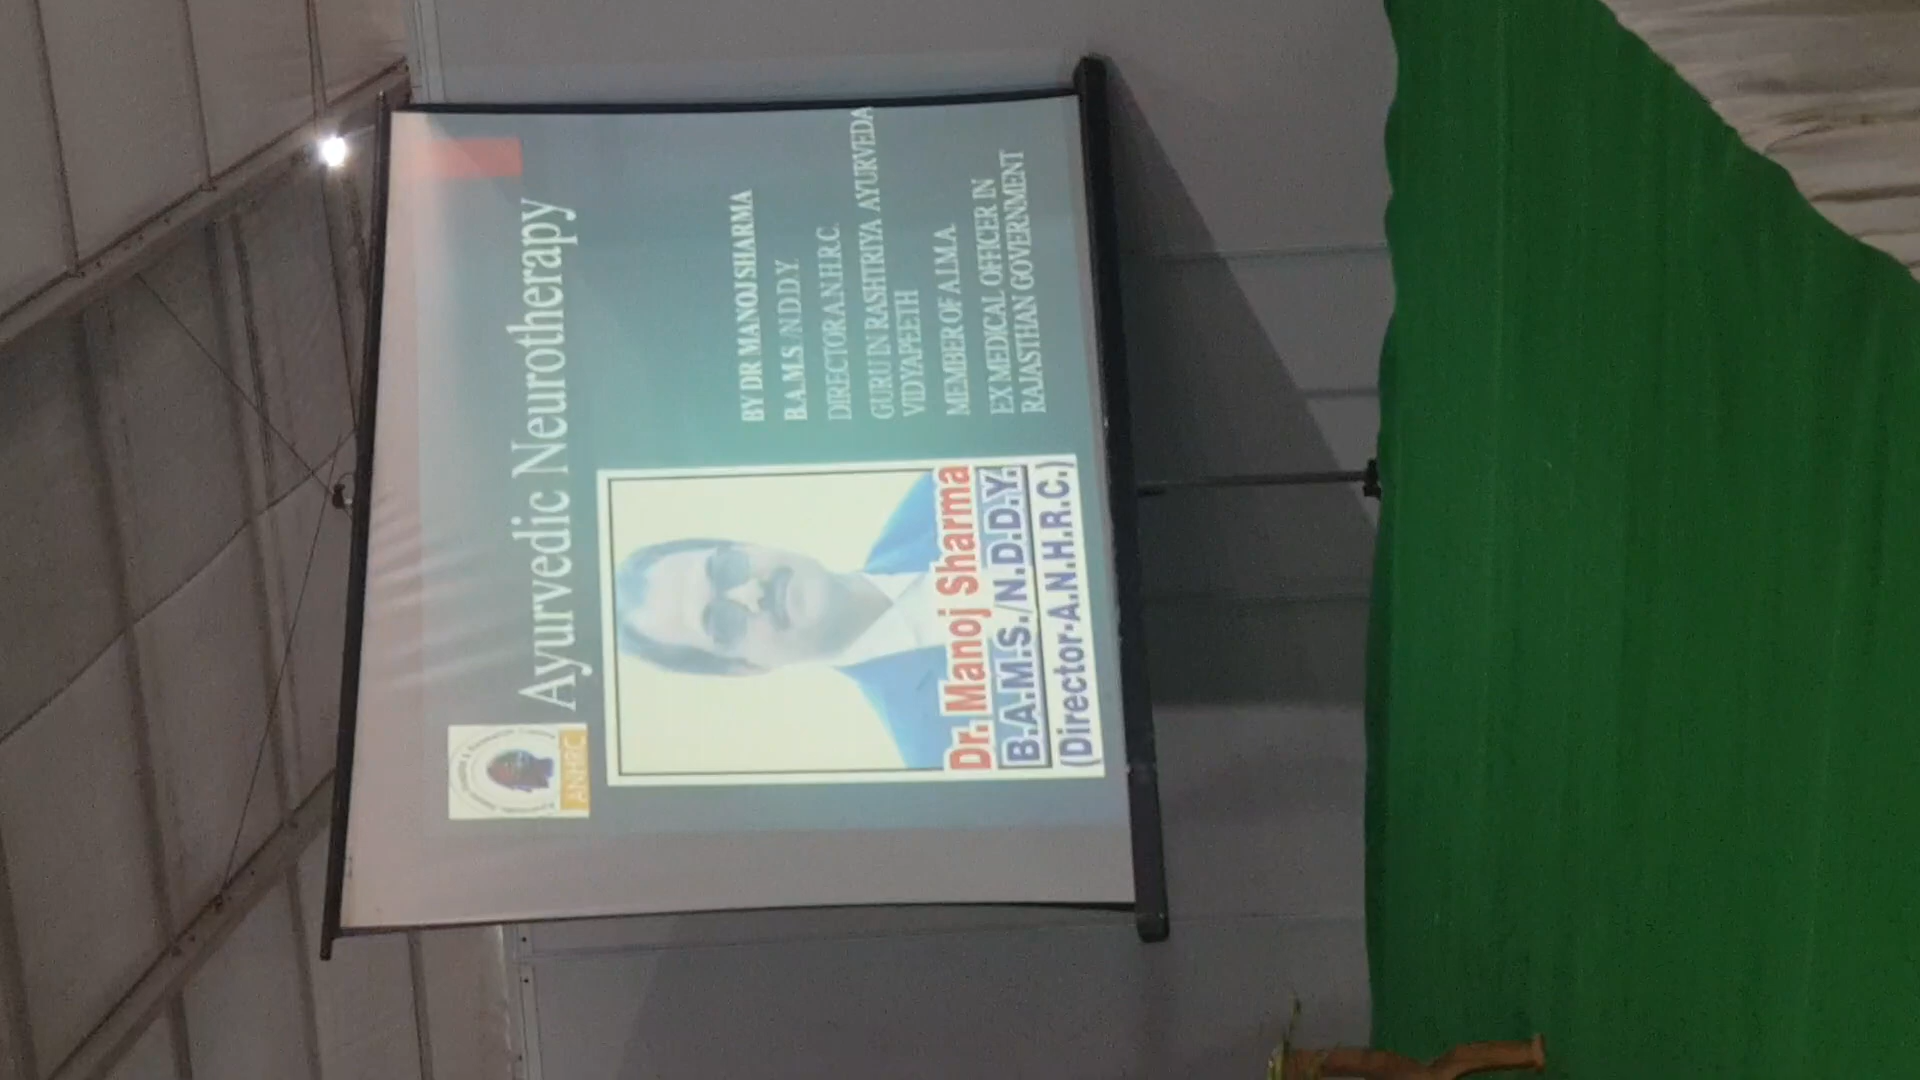 Ayurvedic Neurotherapy
ANHRC
BY DR MANOJ SHARMA
B.A.M.S./N.D.D.Y.
DIRECTOR A.N.H.R.C.
GURU IN RASHTRIYA AYURVEDA
VIDYAPEETH
MEMBER OF A.I.M.A.
EX MEDICAL OFFICER IN
RAJASTHAN GOVERNMENT
Dr. Manoj Sharma
B.A.M.S./N.D.D.Y.
(Director-A.N.H.R.C.)